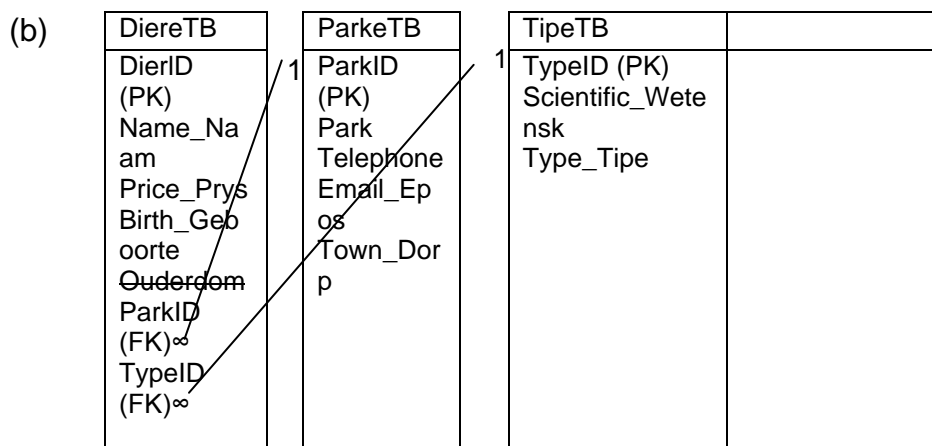 (b)
DiereTB ParkeTB TipeTB
DierID
(PK)
Name_Na
am
Price_Prys
Birth_Geb
oorte
Ouderdom
ParkID
(FK)∞
TypeID
(FK)∞
1
ParkID
(PK)
Park
Telephone
Email_Ep
os
Town_Dor
p
1
TypeID (PK)
Scientific_Wete
nsk
Type_Tipe